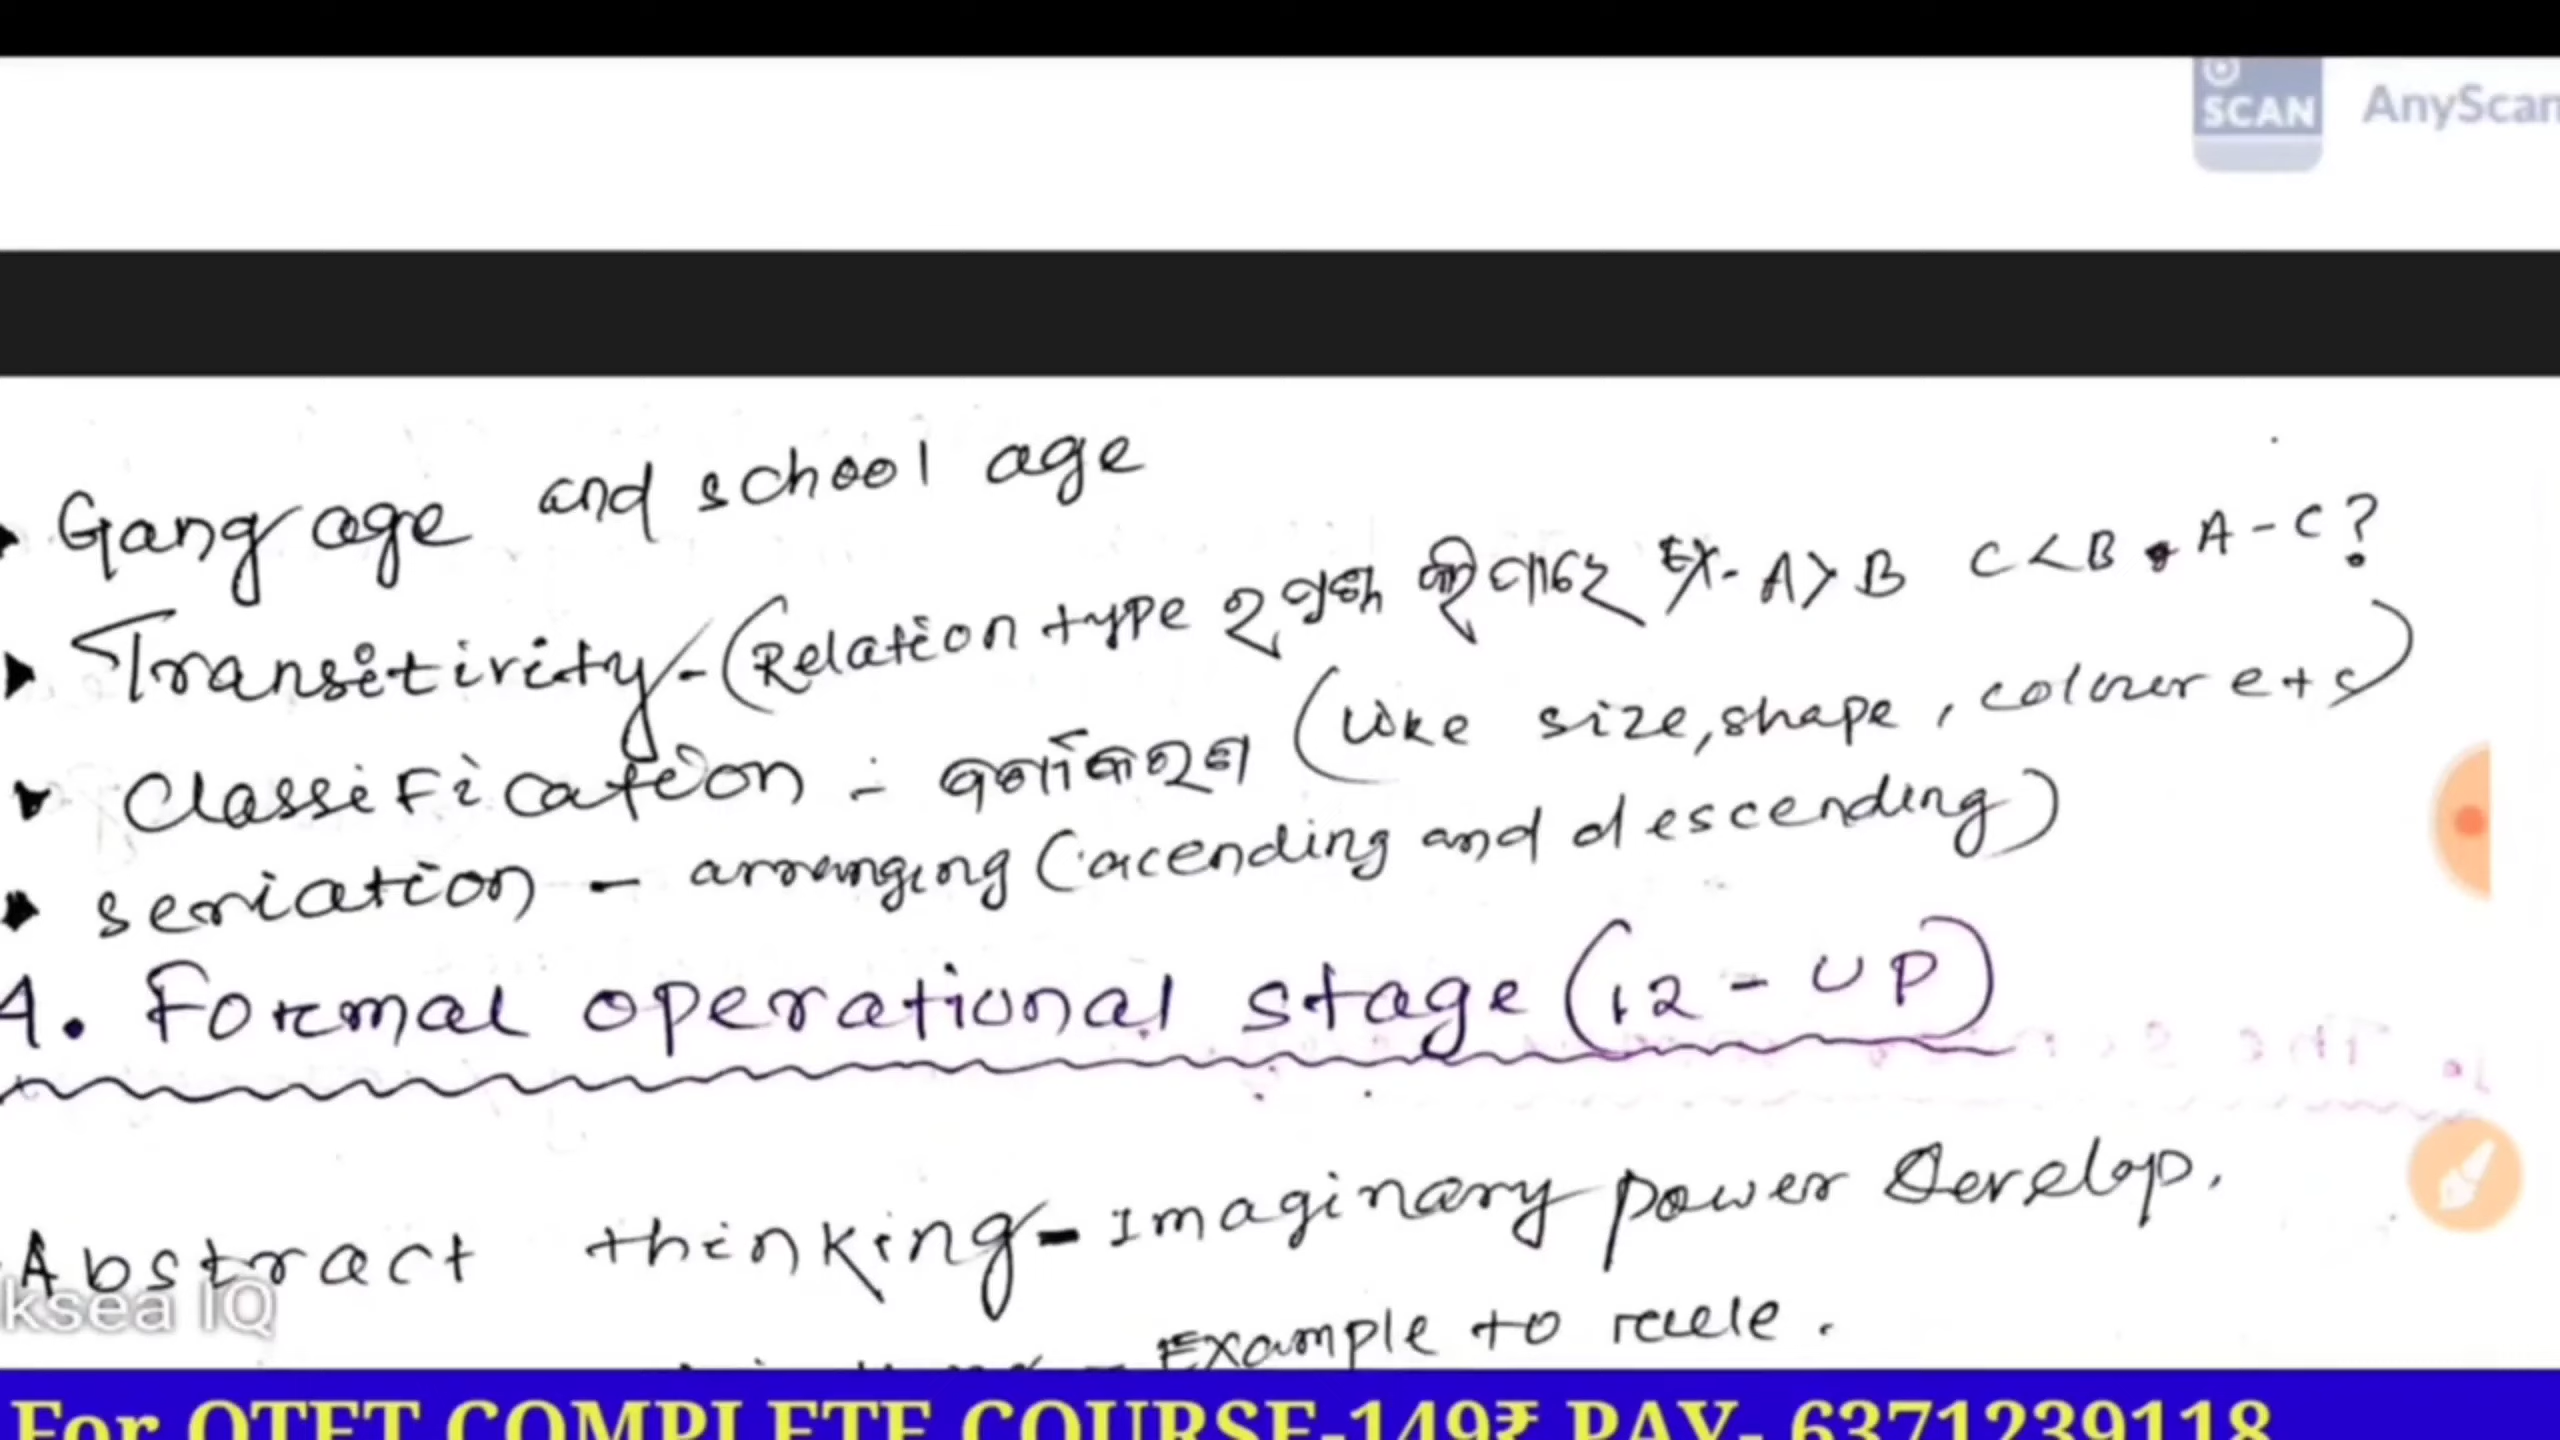 SCAN AnyScan
Gang age and school age
Transitivity - (Relation type ର ପ୍ରଶ୍ନ ପାରେ Ex- A>B C<B A-C?
Classification - ବର୍ଗୀକରଣ (like size, shape, colour etc)
seriation - arranging (acending and descending)
4. Formal operational stage (12 - UP)
Abstract thinking - Imaginary power develop.
ksea IQ
- Example to rule.
For OTET COMPLETE COURSE-149₹ PAY- 6371239118